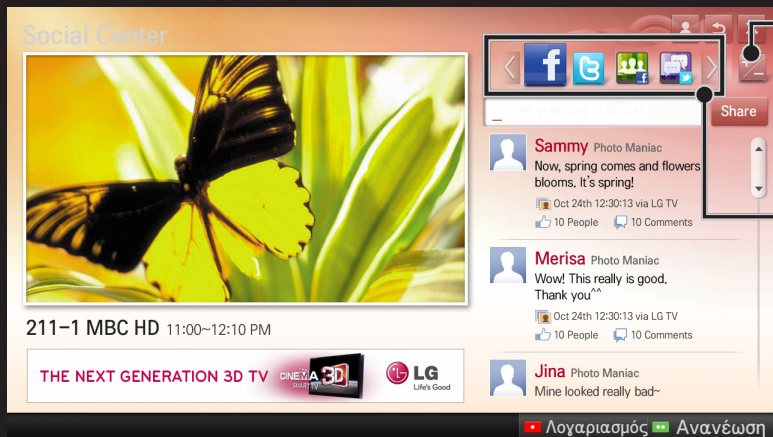 Social Center
Share
Sammy Photo Maniac
Now, spring comes and flowers
blooms. It's spring!
Oct 24th 12:30:13 via LG TV
10 People 10 Comments
Merisa Photo Maniac
Wow! This really is good.
Thank you^^
Oct 24th 12:30:13 via LG TV
10 People 10 Comments
Jina Photo Maniac
Mine looked really bad~
211-1 MBC HD 11:00~12:10 PM
THE NEXT GENERATION 3D TV CINEMA 3D SMART TV LG Life's Good
Λογαριασμός Ανανέωση